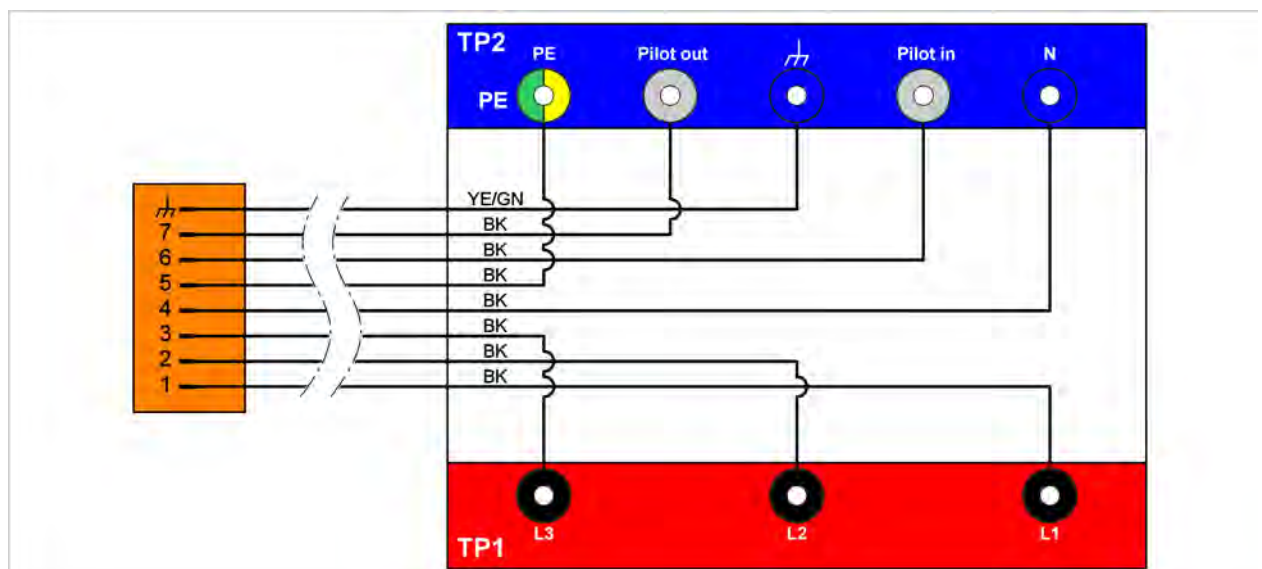 TP2
PE Pilot out Pilot in N
PE
YE/GN
7 BK
6 BK
5 BK
4 BK
3 BK
2 BK
1 BK
L3 L2 L1
TP1